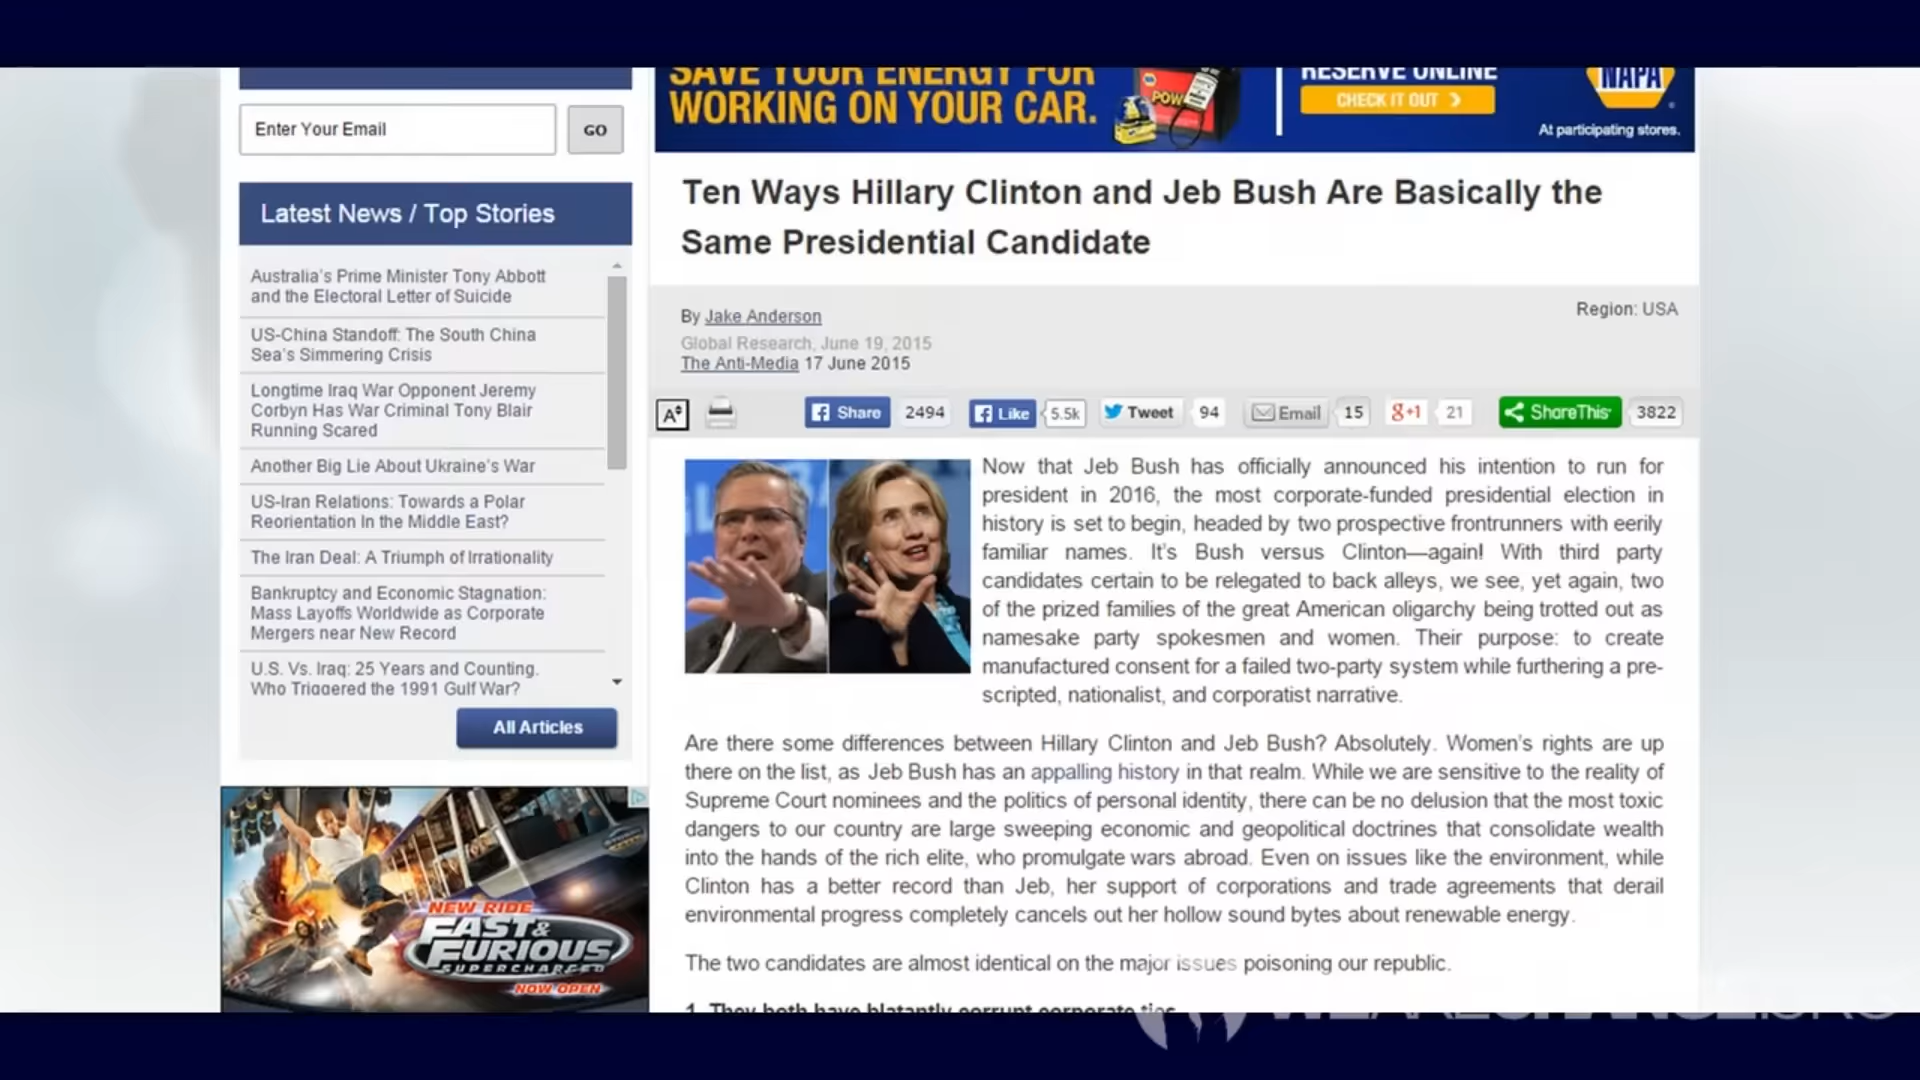 SAVE YOUR ENERGY FOR
WORKING ON YOUR CAR.
POW
RESERVE ONLINE
CHECK IT OUT
NAPA
At participating stores.
Enter Your Email
GO
Latest News / Top Stories
Australia's Prime Minister Tony Abbott
and the Electoral Letter of Suicide
US-China Standoff: The South China
Sea's Simmering Crisis
Longtime Iraq War Opponent Jeremy
Corbyn Has War Criminal Tony Blair
Running Scared
Another Big Lie About Ukraine's War
US-Iran Relations: Towards a Polar
Reorientation In the Middle East?
The Iran Deal: A Triumph of Irrationality
Bankruptcy and Economic Stagnation:
Mass Layoffs Worldwide as Corporate
Mergers near New Record
U.S. Vs. Iraq: 25 Years and Counting.
Who Triggered the 1991 Gulf War?
All Articles
NEW RIDE
FAST &
FURIOUS
SUPERCHARGED
NOW OPEN
Ten Ways Hillary Clinton and Jeb Bush Are Basically the
Same Presidential Candidate
By Jake Anderson
Region: USA
Global Research, June 19, 2015
The Anti-Media 17 June 2015
A Share 2494 Like 5.5k Tweet 94 Email 15 g+1 21 ShareThis 3822
Now that Jeb Bush has officially announced his intention to run for
president in 2016, the most corporate-funded presidential election in
history is set to begin, headed by two prospective frontrunners with eerily
familiar names. It's Bush versus Clinton—again! With third party
candidates certain to be relegated to back alleys, we see, yet again, two
of the prized families of the great American oligarchy being trotted out as
namesake party spokesmen and women. Their purpose: to create
manufactured consent for a failed two-party system while furthering a pre-
scripted, nationalist, and corporatist narrative.
Are there some differences between Hillary Clinton and Jeb Bush? Absolutely. Women's rights are up
there on the list, as Jeb Bush has an appalling history in that realm. While we are sensitive to the reality of
Supreme Court nominees and the politics of personal identity, there can be no delusion that the most toxic
dangers to our country are large sweeping economic and geopolitical doctrines that consolidate wealth
into the hands of the rich elite, who promulgate wars abroad. Even on issues like the environment, while
Clinton has a better record than Jeb, her support of corporations and trade agreements that derail
environmental progress completely cancels out her hollow sound bytes about renewable energy.
The two candidates are almost identical on the major issues poisoning our republic.
1. They both have blatantly corrupt corporate ties
WEARECHANGE.ORG